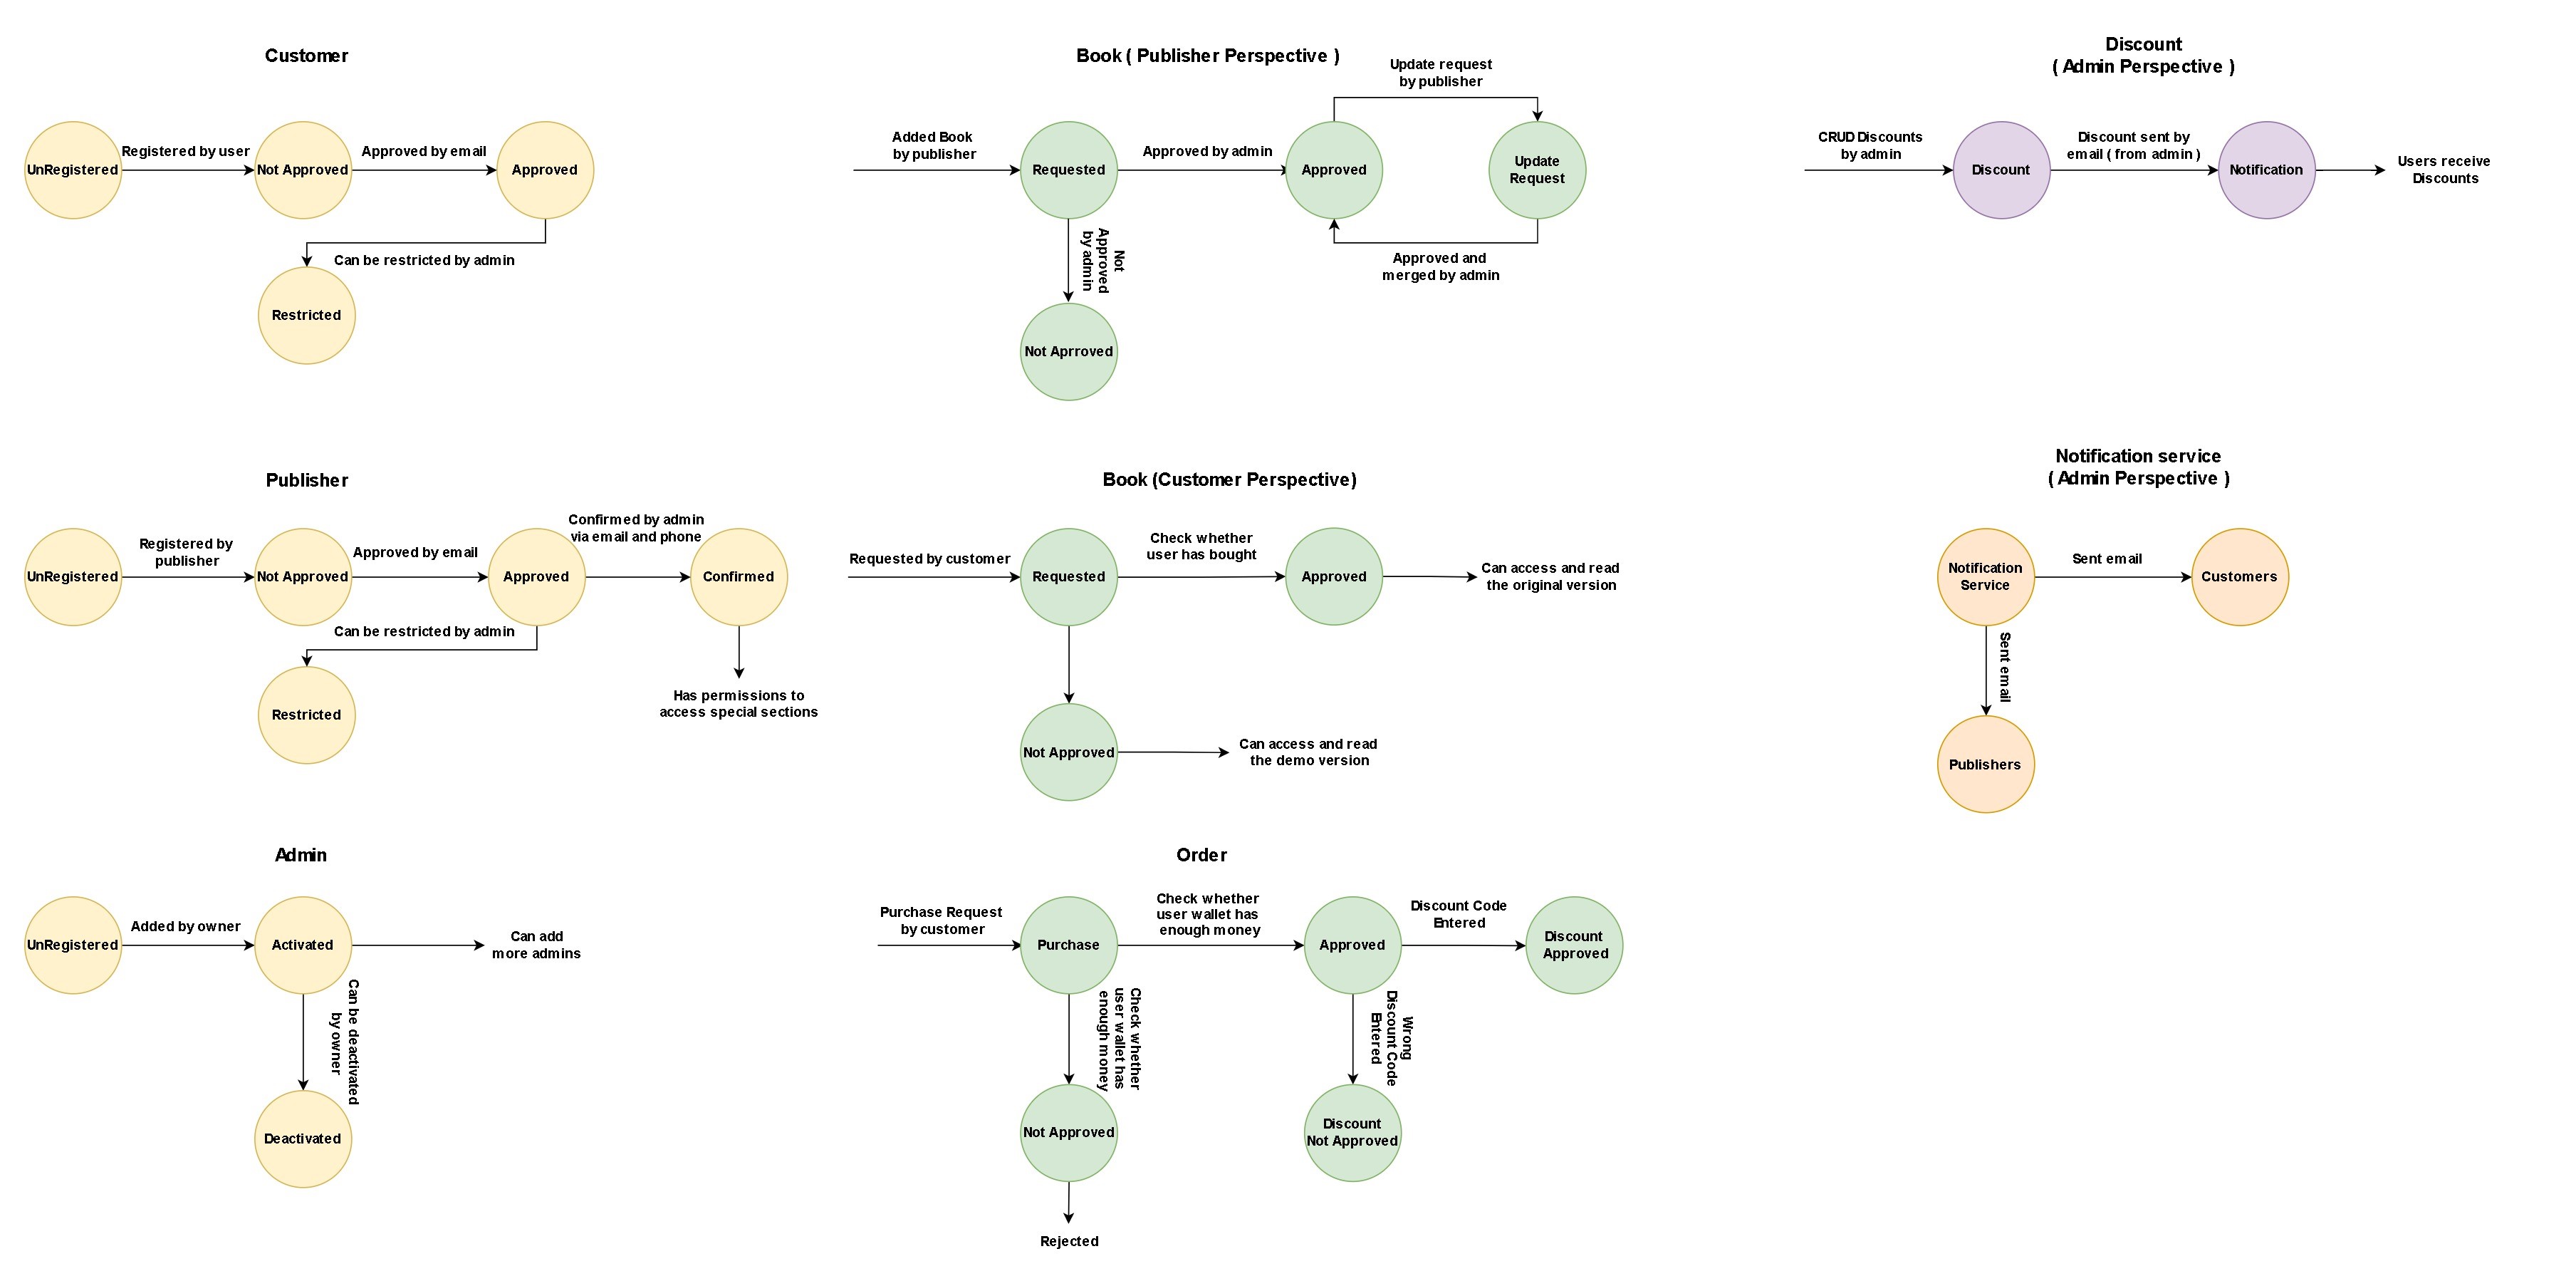 Customer
UnRegistered
Registered by user
Not Approved
Approved by email
Approved
Can be restricted by admin
Restricted
Book ( Publisher Perspective )
Added Book
by publisher
Requested
Approved by admin
Approved
Update request
by publisher
Update
Request
Approved and
merged by admin
Not
Approved
by admin
Not Aprroved
Discount
( Admin Perspective )
CRUD Discounts
by admin
Discount
Discount sent by
email ( from admin )
Notification
Users receive
Discounts
Publisher
UnRegistered
Registered by
publisher
Not Approved
Approved by email
Approved
Confirmed by admin
via email and phone
Confirmed
Can be restricted by admin
Restricted
Has permissions to
access special sections
Book (Customer Perspective)
Requested by customer
Requested
Check whether
user has bought
Approved
Can access and read
the original version
Not Approved
Can access and read
the demo version
Notification service
( Admin Perspective )
Notification
Service
Sent email
Customers
Sent email
Publishers
Admin
UnRegistered
Added by owner
Activated
Can add
more admins
Can be deactivated
by owner
Deactivated
Order
Purchase Request
by customer
Purchase
Check whether
user wallet has
enough money
Approved
Discount Code
Entered
Discount
Approved
Check whether
user wallet has
enough money
Not Approved
Wrong
Discount Code
Entered
Discount
Not Approved
Rejected